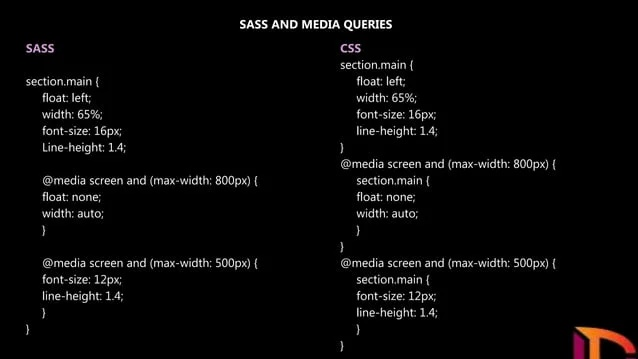 SASS AND MEDIA QUERIES
SASS
section.main {
float: left;
width: 65%;
font-size: 16px;
Line-height: 1.4;
@media screen and (max-width: 800px) {
float: none;
width: auto;
}
@media screen and (max-width: 500px) {
font-size: 12px;
line-height: 1.4;
}
}
CSS
section.main {
float: left;
width: 65%;
font-size: 16px;
line-height: 1.4;
}
@media screen and (max-width: 800px) {
section.main {
float: none;
width: auto;
}
}
@media screen and (max-width: 500px) {
section.main {
font-size: 12px;
line-height: 1.4;
}
}